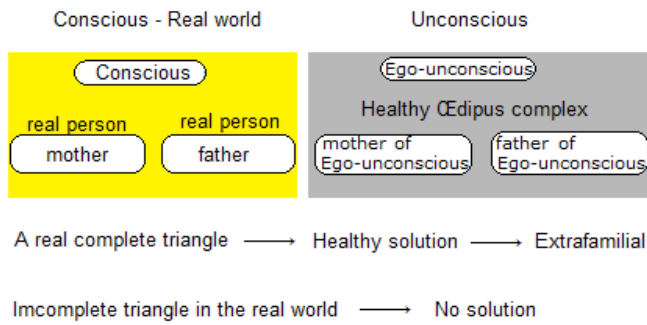 Conscious - Real world
Unconscious
Conscious
Ego-unconscious
Healthy Œdipus complex
real person
real person
mother
father
mother of
Ego-unconscious
father of
Ego-unconscious
A real complete triangle ⟶ Healthy solution ⟶ Extrafamilial
Imcomplete triangle in the real world ⟶ No solution